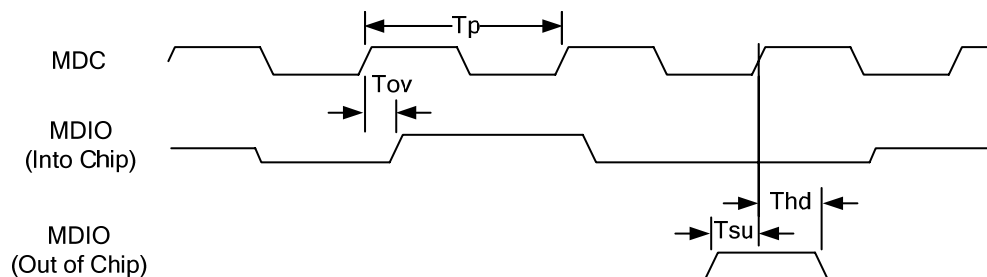 Tp
MDC
Tov
MDIO
(Into Chip)
Thd
Tsu
MDIO
(Out of Chip)